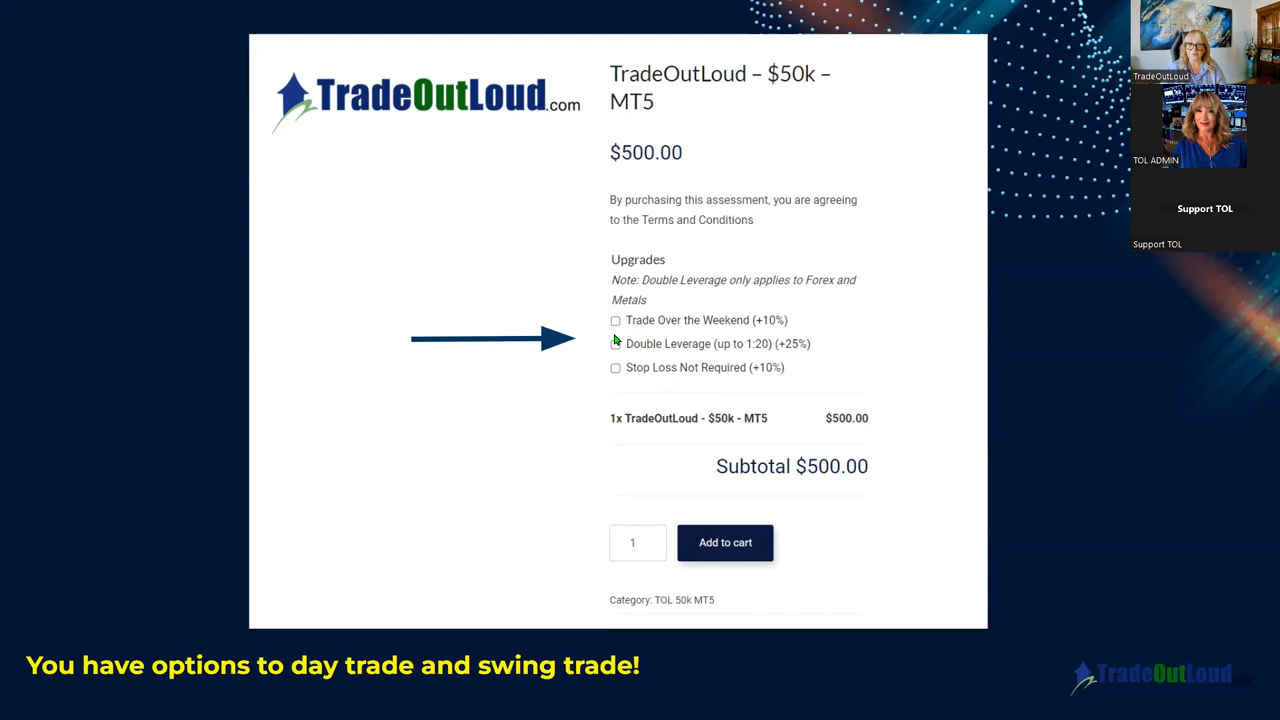 TradeOutLoud.com
TradeOutLoud – $50k –
MT5
$500.00
By purchasing this assessment, you are agreeing
to the Terms and Conditions
Upgrades
Note: Double Leverage only applies to Forex and
Metals
Trade Over the Weekend (+10%)
Double Leverage (up to 1:20) (+25%)
Stop Loss Not Required (+10%)
1x TradeOutLoud - $50k - MT5 $500.00
Subtotal $500.00
1 Add to cart
Category: TOL 50k MT5
You have options to day trade and swing trade!
TradeOutLoud.com
TradeOutLoud
TOL ADMIN
Support TOL
Support TOL